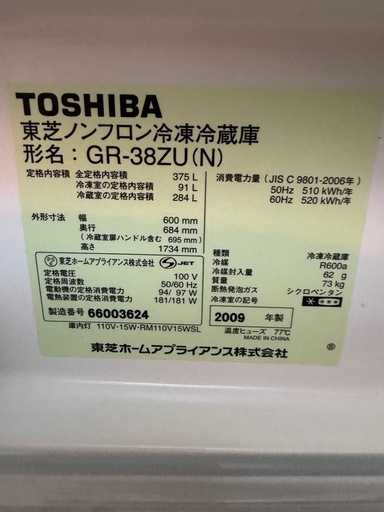 TOSHIBA
東芝ノンフロン冷凍冷蔵庫
形名：GR-38ZU(N)
定格内容積 全定格内容積 375 L
冷凍室の定格内容積 91 L
冷蔵室の定格内容積 284 L
外形寸法 幅 600 mm
奥行 684 mm
(冷蔵室扉ハンドル含む 695 mm)
高さ 1734 mm
東芝ホームアプライアンス株式会社 JET
定格電圧 100 V
定格周波数 50/60 Hz
電動機の定格消費電力 94/ 97 W
電熱装置の定格消費電力 181/181 W
製造番号 66003624
庫内灯 110V-15W-RM110V15WSL
消費電力量 (JIS C 9801-2006年)
50Hz 510 kWh/年
60Hz 520 kWh/年
種類 冷凍冷蔵庫
冷媒 R600a
冷媒封入量 62 g
質量 73 kg
断熱発泡ガス シクロペンタン
冷凍室の記号
2009 年製
温度ヒューズ 77℃
MADE IN CHINA
東芝ホームアプライアンス株式会社 Ⓑ